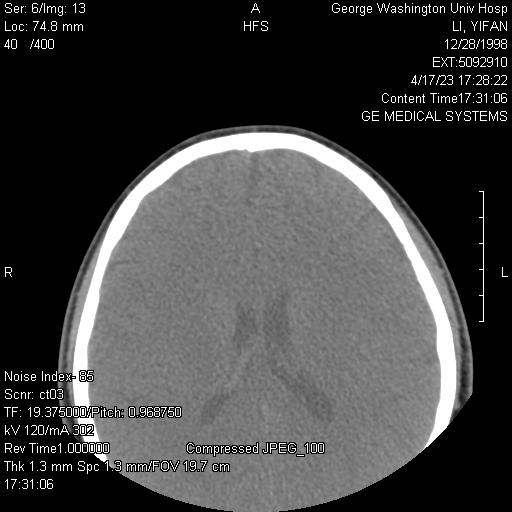 Ser: 6/Img: 13
Loc: 74.8 mm
40 /400
A
HFS
George Washington Univ Hosp
LI, YIFAN
12/28/1998
EXT:5092910
4/17/23 17:28:22
Content Time17:31:06
GE MEDICAL SYSTEMS
R
L
Noise Index- 85
Scnr: ct03
TF: 19.375000/Pitch: 0.968750
kV 120/mA 302
Rev Time1.000000
Compressed JPEG_100
Thk 1.3 mm Spc 1.3 mm/FOV 19.7 cm
17:31:06